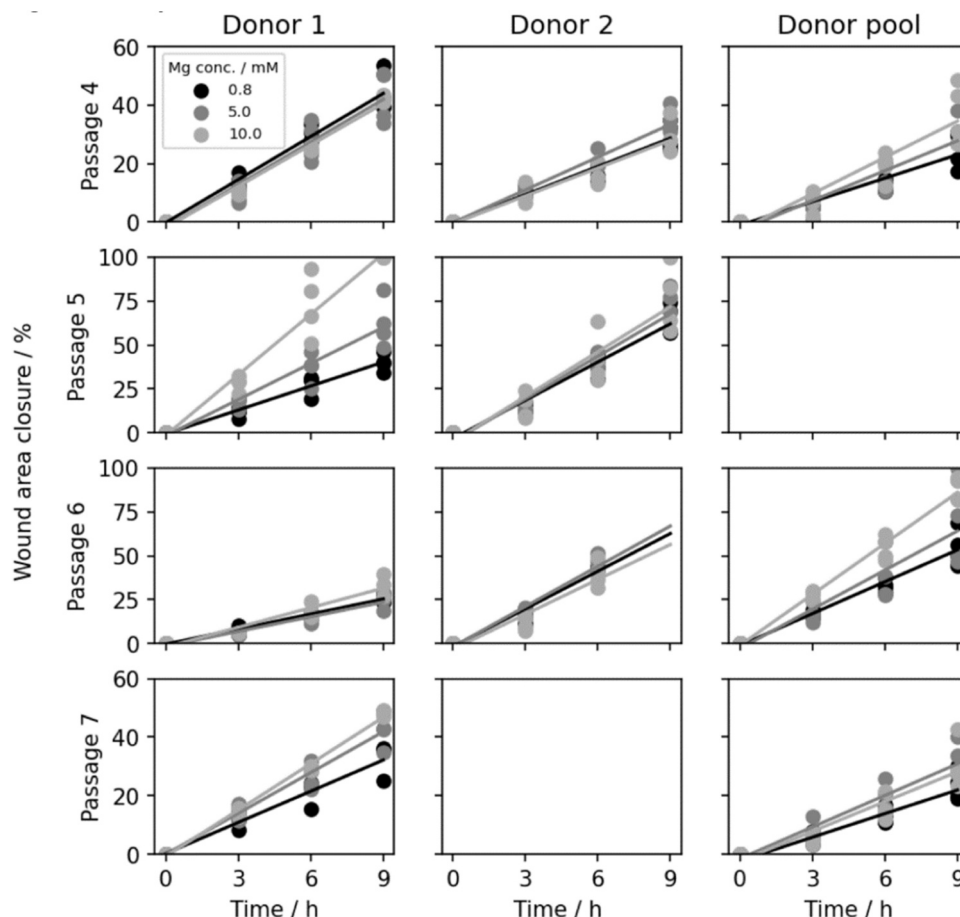 Donor 1 Donor 2 Donor pool
Passage 4
60
40
20
0
Mg conc. / mM
0.8
5.0
10.0
Wound area closure / %
Passage 5
100
75
50
25
0
Passage 6
100
75
50
25
0
Passage 7
60
40
20
0
0 3 6 9 0 3 6 9 0 3 6 9
Time / h Time / h Time / h